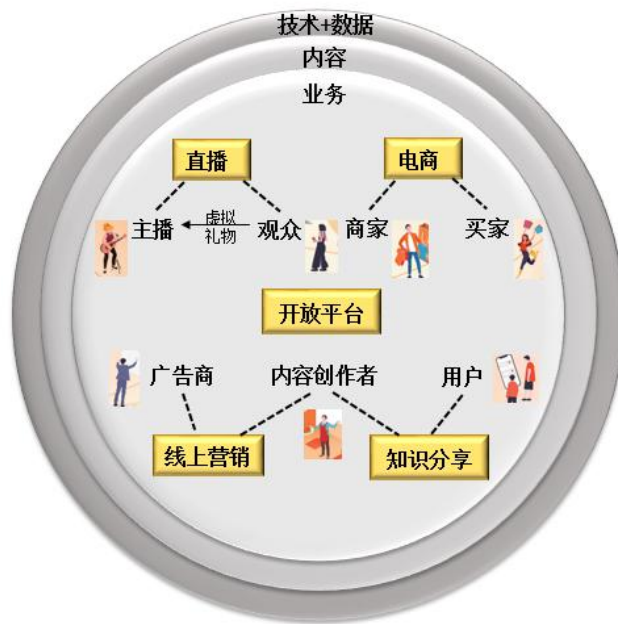 技术+数据
内容
业务
直播
电商
主播
虚拟
礼物
观众
商家
买家
开放平台
广告商
内容创作者
用户
线上营销
知识分享